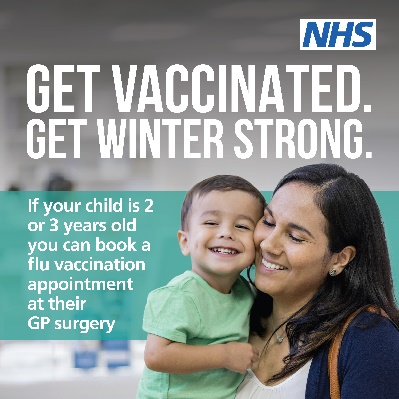 NHS
GET VACCINATED.
GET WINTER STRONG.
If your child is 2
or 3 years old
you can book a
flu vaccination
appointment
at their
GP surgery